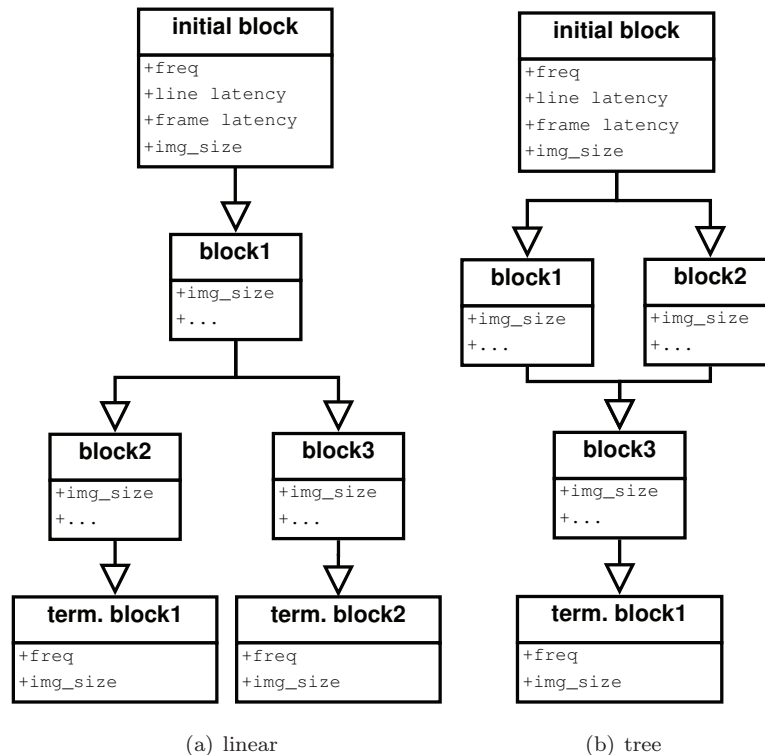 initial block
+freq
+line latency
+frame latency
+img_size
block1
+img_size
+...
block2
+img_size
+...
block3
+img_size
+...
term. block1
+freq
+img_size
term. block2
+freq
+img_size
(a) linear
initial block
+freq
+line latency
+frame latency
+img_size
block1
+img_size
+...
block2
+img_size
+...
block3
+img_size
+...
term. block1
+freq
+img_size
(b) tree